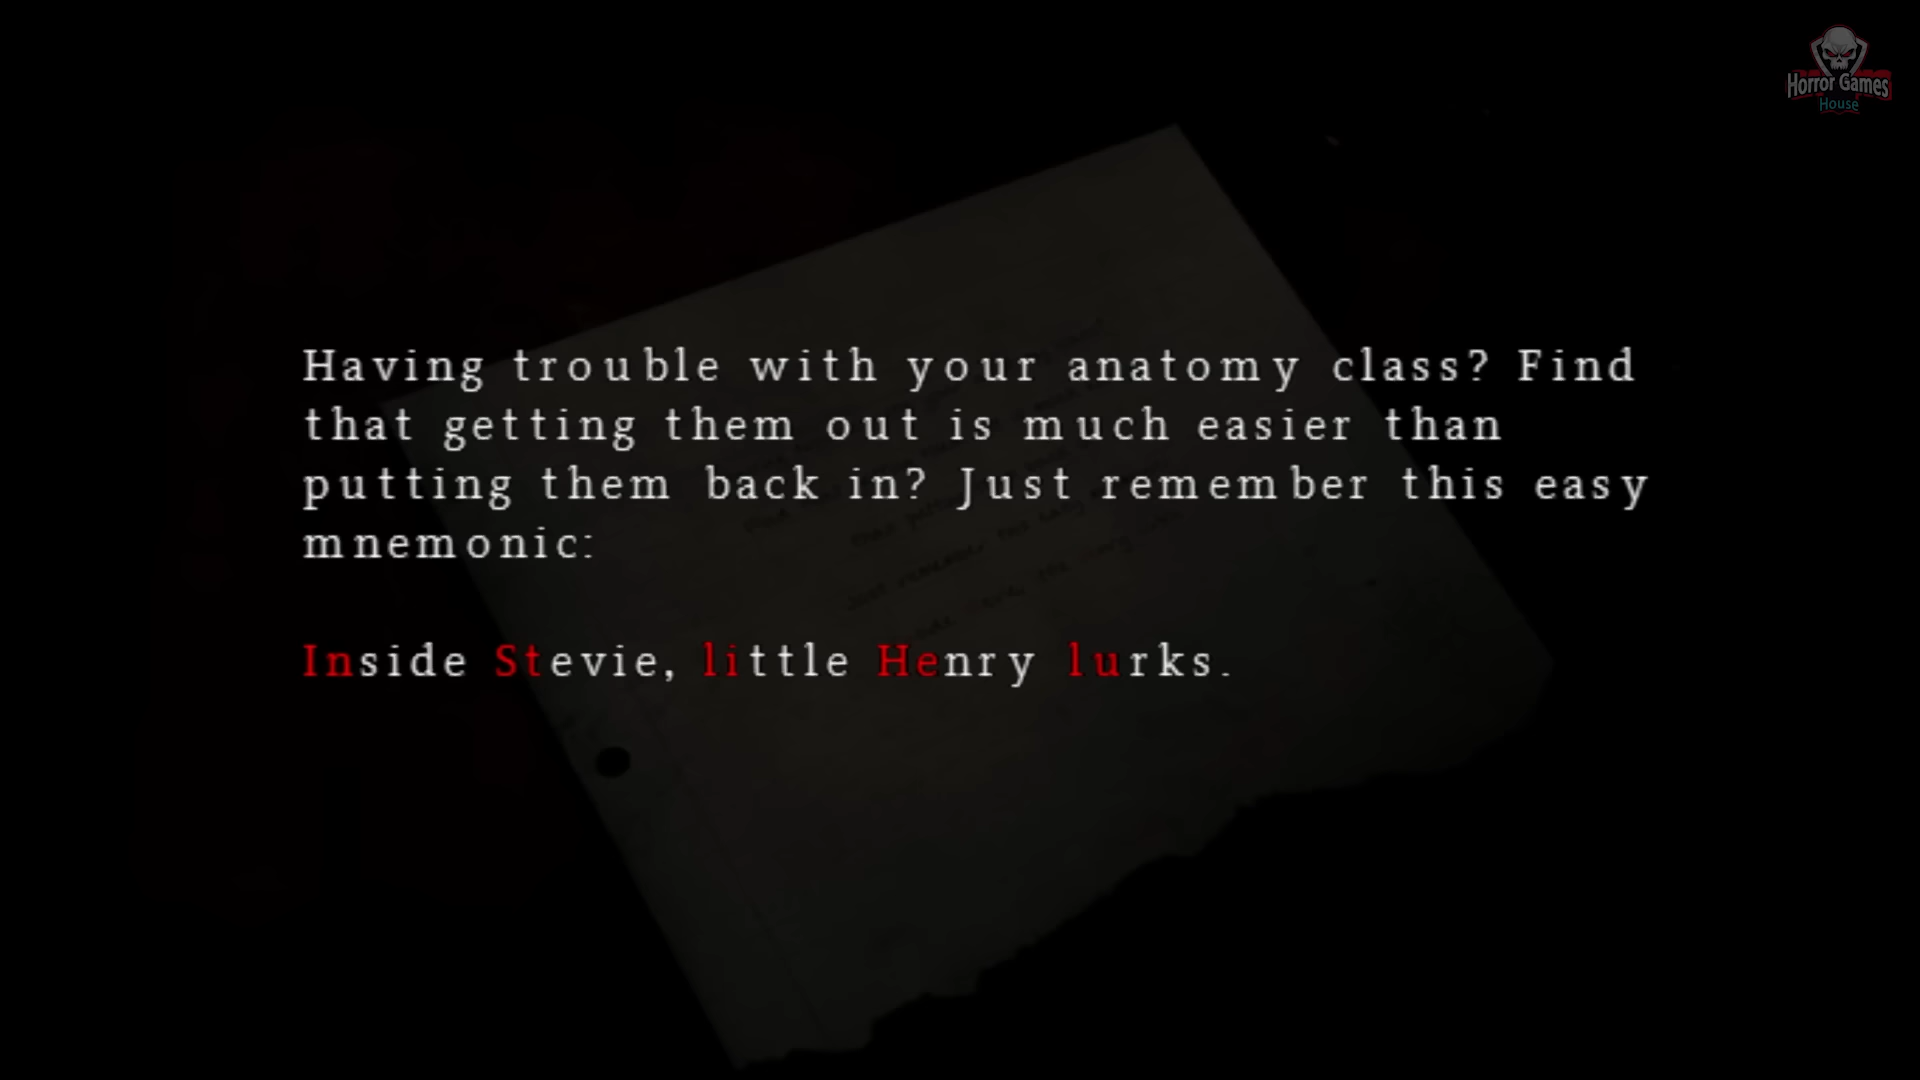 Horror Games
House
Having trouble with your anatomy class? Find
that getting them out is much easier than
putting them back in? Just remember this easy
mnemonic:
Inside Stevie, little Henry lurks.